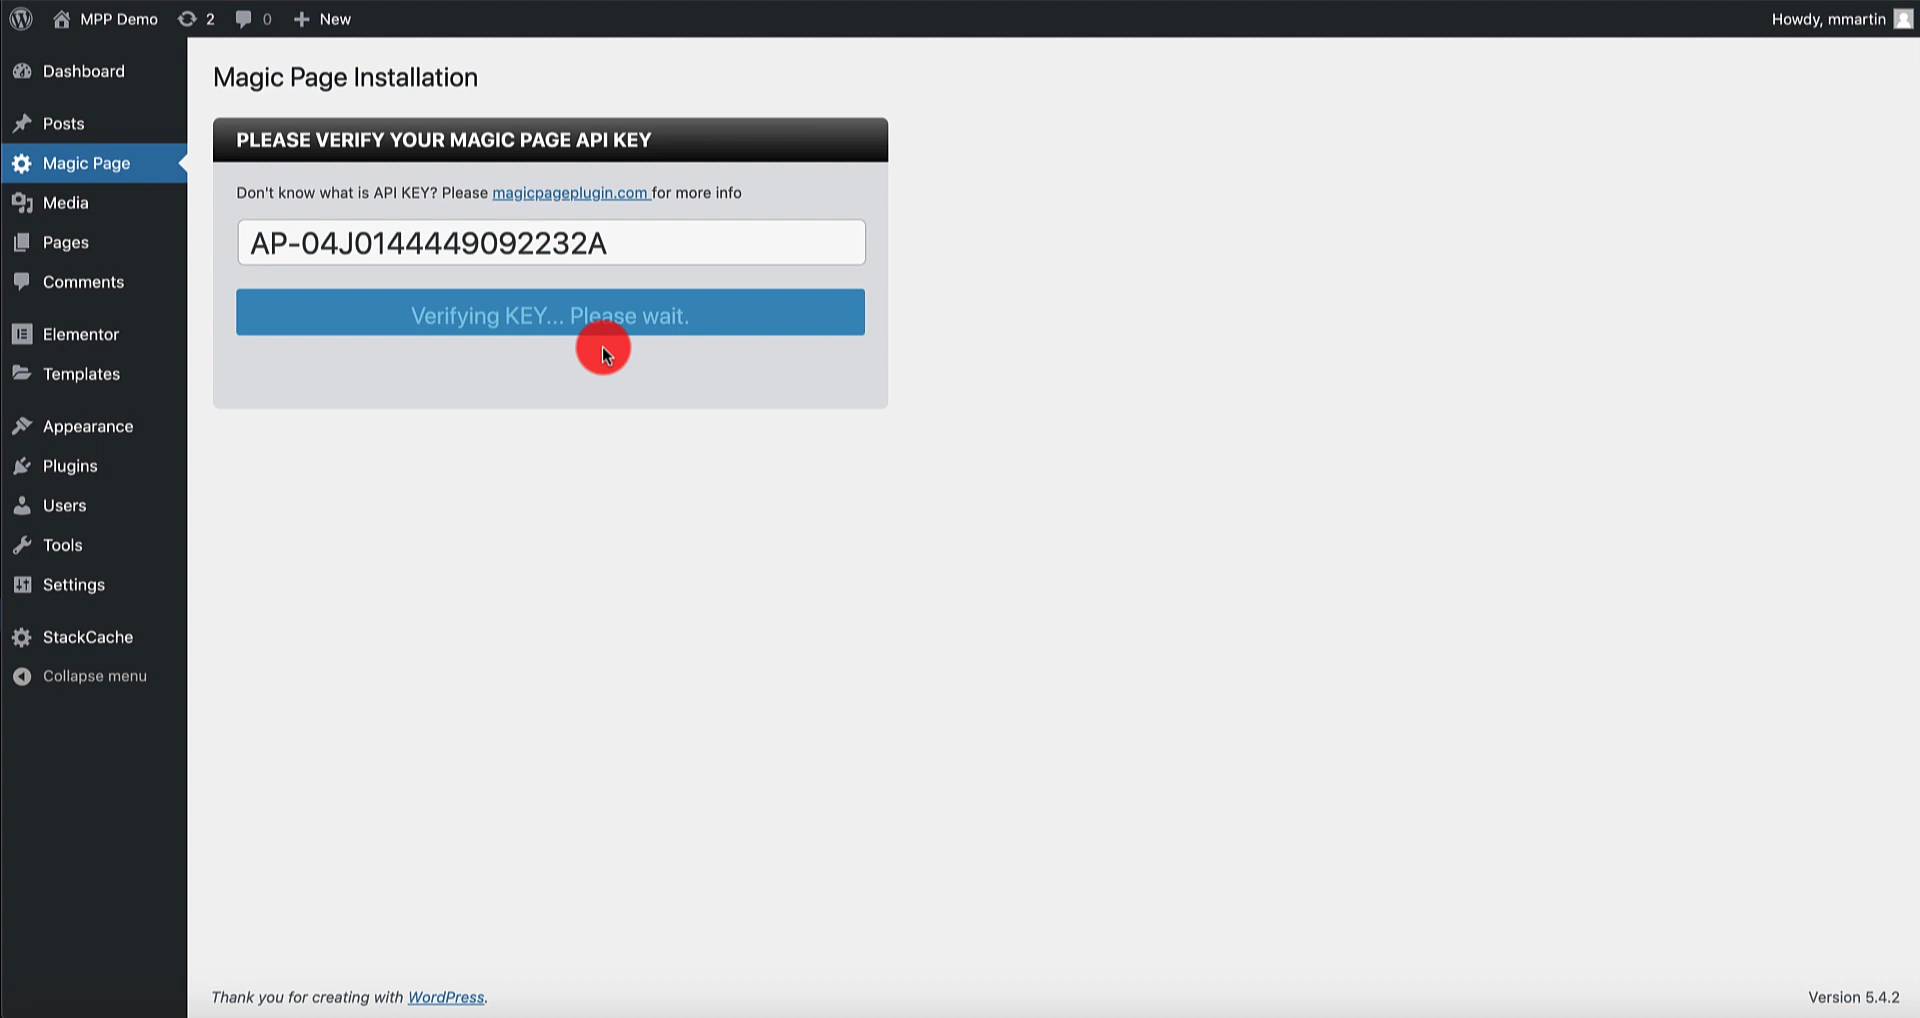 MPP Demo 2 0 New Howdy, mmartin
Dashboard
Posts
Magic Page
Media
Pages
Comments
Elementor
Templates
Appearance
Plugins
Users
Tools
Settings
StackCache
Collapse menu
Magic Page Installation
PLEASE VERIFY YOUR MAGIC PAGE API KEY
Don't know what is API KEY? Please magicpageplugin.com for more info
AP-04J0144449092232A
Verifying KEY... Please wait.
Thank you for creating with WordPress.
Version 5.4.2